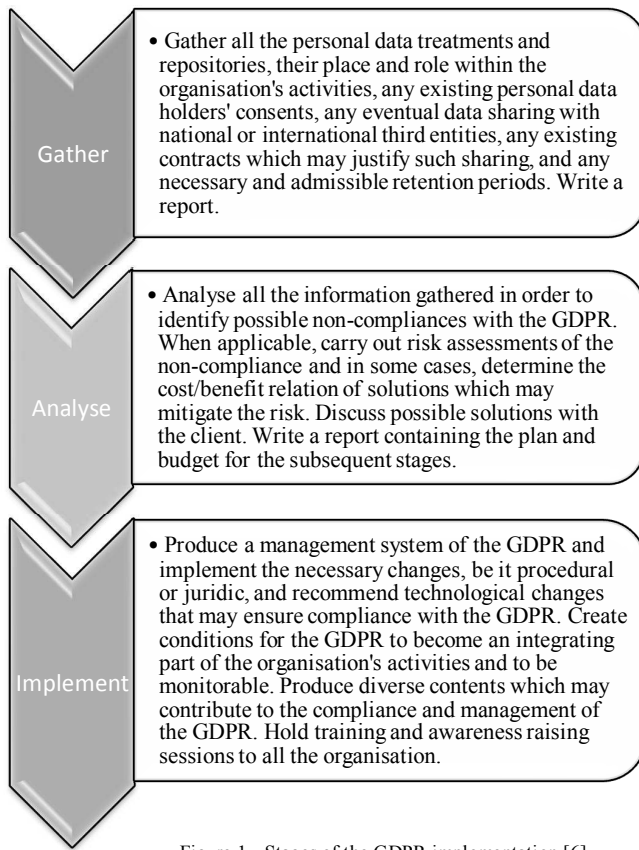 Gather
• Gather all the personal data treatments and
repositories, their place and role within the
organisation's activities, any existing personal data
holders' consents, any eventual data sharing with
national or international third entities, any existing
contracts which may justify such sharing, and any
necessary and admissible retention periods. Write a
report.
Analyse
• Analyse all the information gathered in order to
identify possible non-compliances with the GDPR.
When applicable, carry out risk assessments of the
non-compliance and in some cases, determine the
cost/benefit relation of solutions which may
mitigate the risk. Discuss possible solutions with
the client. Write a report containing the plan and
budget for the subsequent stages.
Implement
• Produce a management system of the GDPR and
implement the necessary changes, be it procedural
or juridic, and recommend technological changes
that may ensure compliance with the GDPR. Create
conditions for the GDPR to become an integrating
part of the organisation's activities and to be
monitorable. Produce diverse contents which may
contribute to the compliance and management of
the GDPR. Hold training and awareness raising
sessions to all the organisation.
Stages of the GDPR implementation [6]